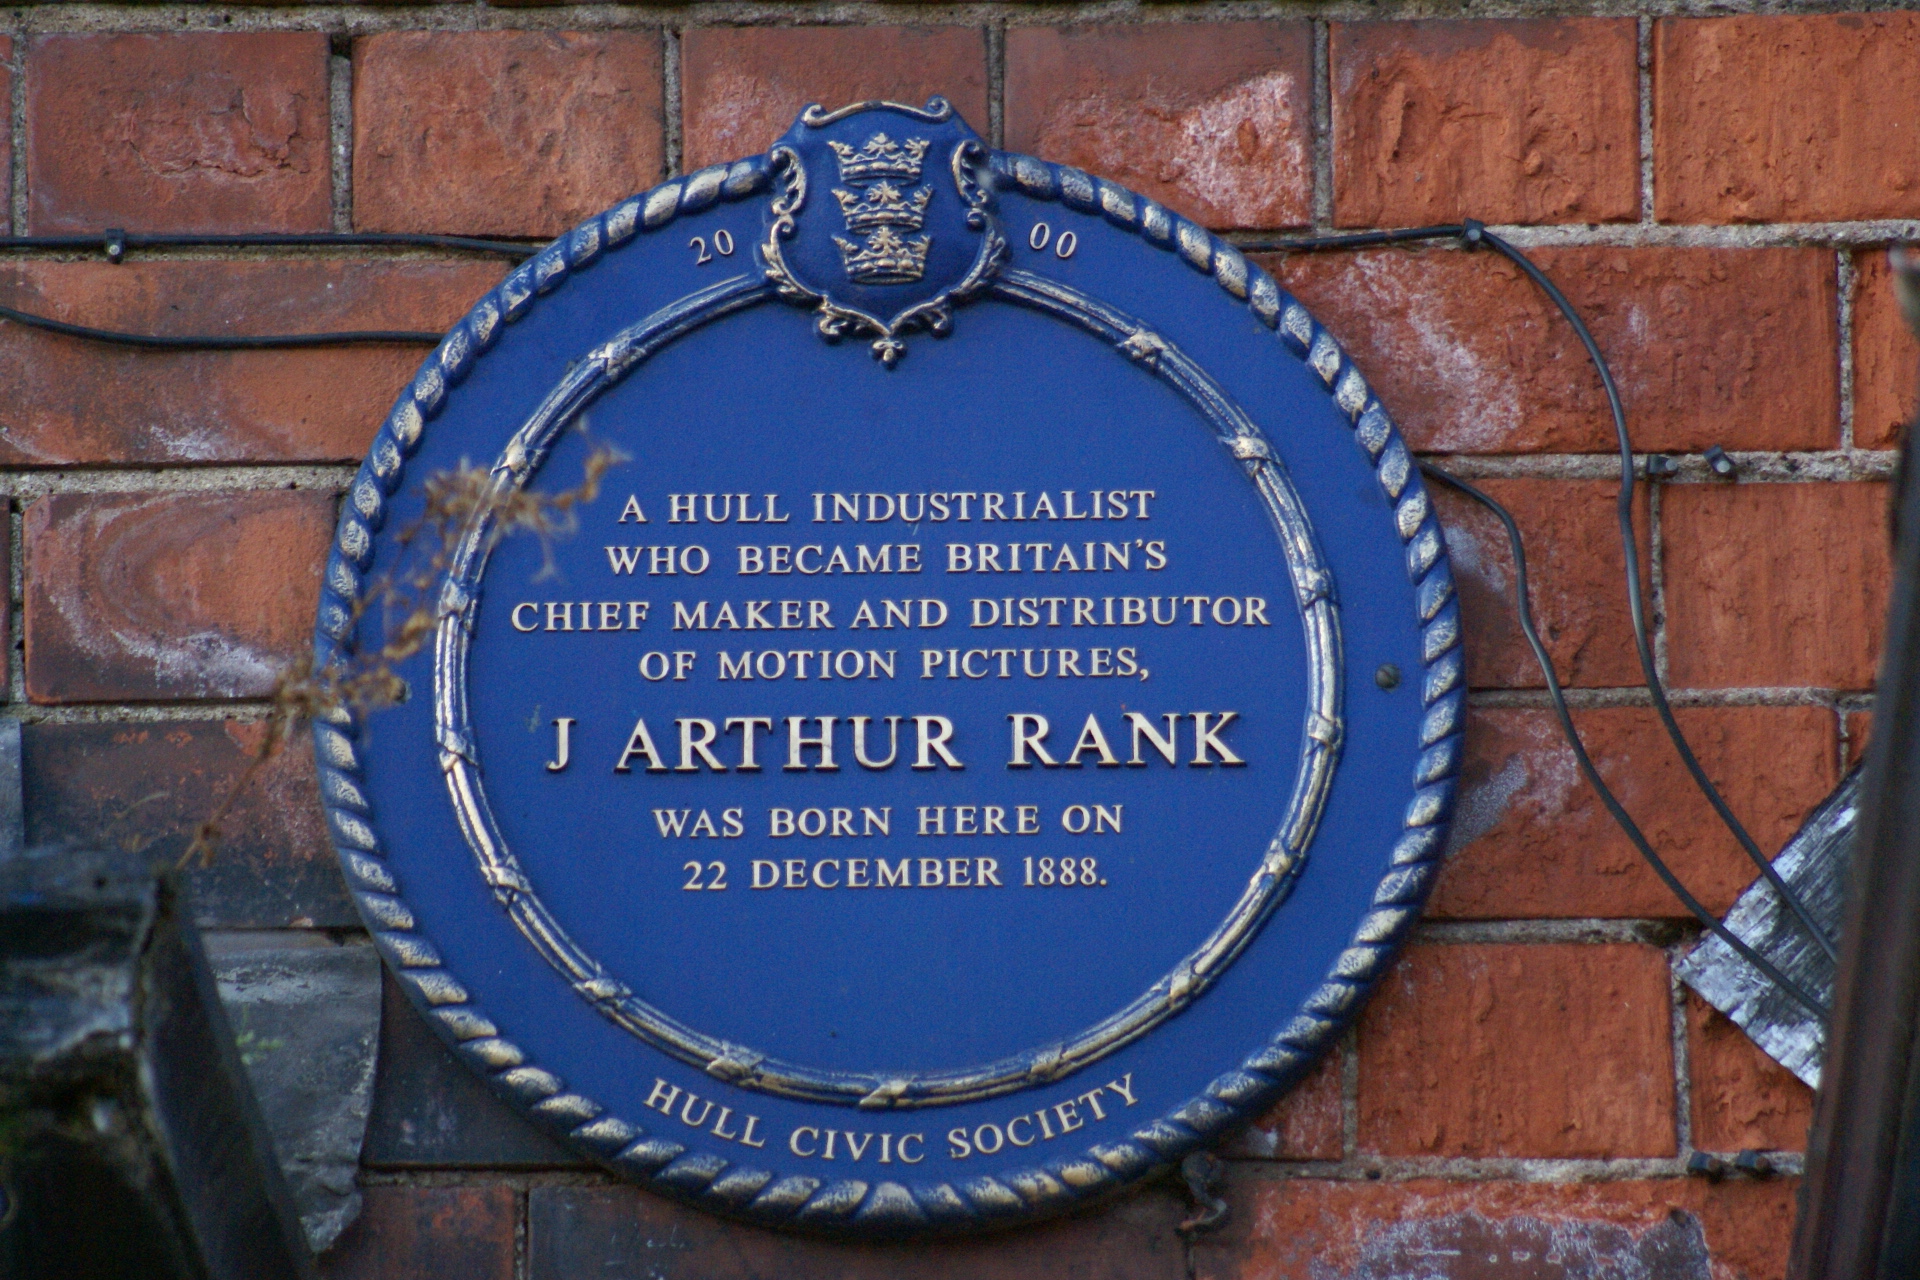 20 00
A HULL INDUSTRIALIST
WHO BECAME BRITAIN'S
CHIEF MAKER AND DISTRIBUTOR
OF MOTION PICTURES,
J ARTHUR RANK
WAS BORN HERE ON
22 DECEMBER 1888.
HULL CIVIC SOCIETY